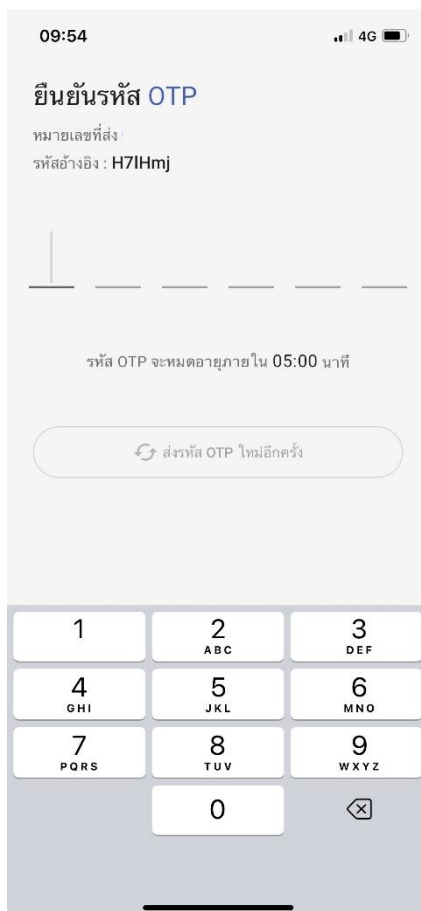 09:54
4G
ยืนยันรหัส OTP
หมายเลขที่ส่ง
รหัสอ้างอิง : H7lHmj
รหัส OTP จะหมดอายุภายใน 05:00 นาที
ส่งรหัส OTP ใหม่อีกครั้ง
1 2 3
ABC DEF
4 5 6
GHI JKL MNO
7 8 9
PQRS TUV WXYZ
0